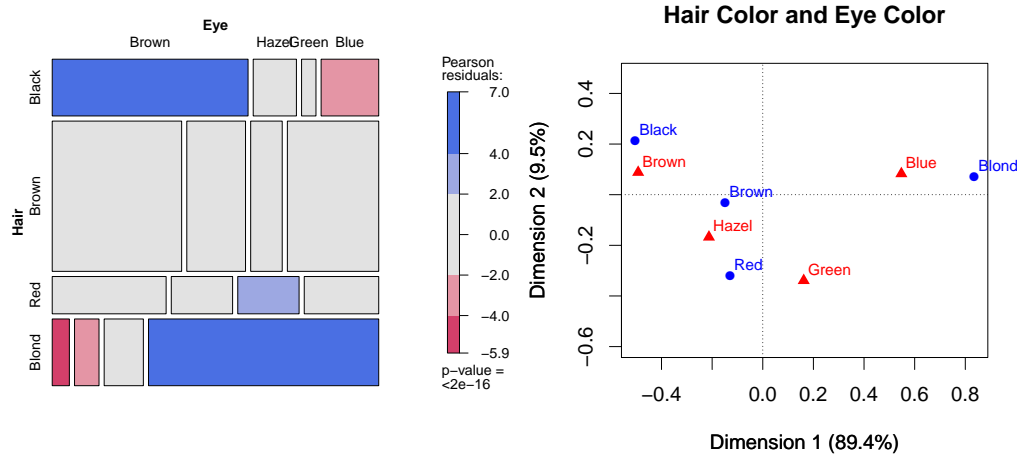 Eye
Brown
Hazel
Green
Blue
Hair
Black
Brown
Red
Blond
Pearson
residuals:
7.0
4.0
2.0
0.0
−2.0
−4.0
−5.9
p−value =
<2e−16
Hair Color and Eye Color
Dimension 2 (9.5%)
0.4
0.2
−0.2
−0.6
Black
Brown
Brown
Hazel
Red
Green
Blue
Blond
−0.4
0.0
0.2
0.4
0.6
0.8
Dimension 1 (89.4%)